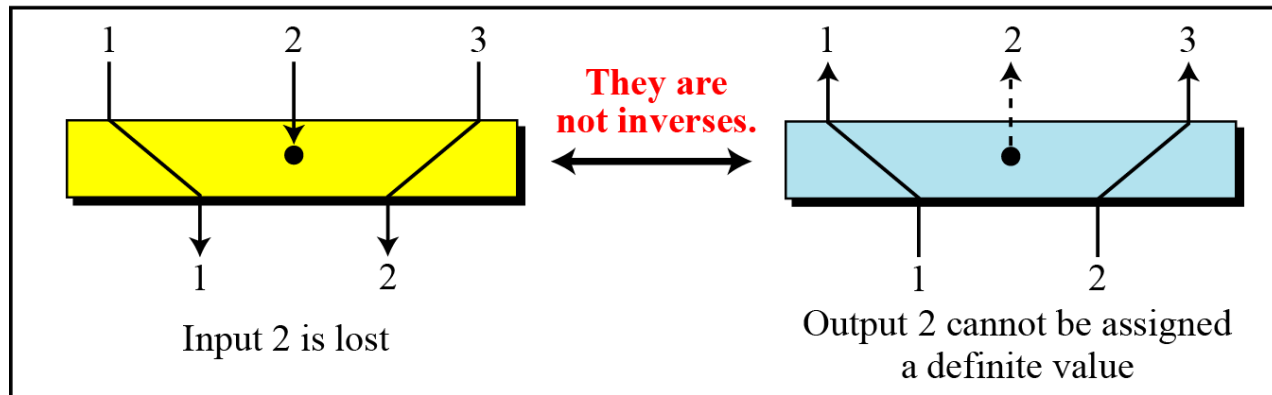 1 2 3
1 2
Input 2 is lost
They are
not inverses.
1 2 3
1 2
Output 2 cannot be assigned
a definite value